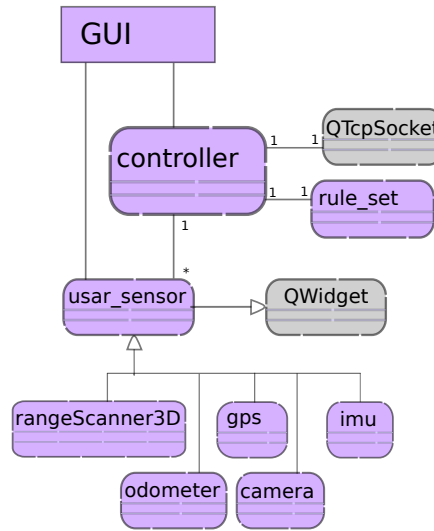 GUI
QTcpSocket
controller
1
1
1
1
rule_set
1
*
usar_sensor
QWidget
rangeScanner3D
gps
imu
odometer
camera